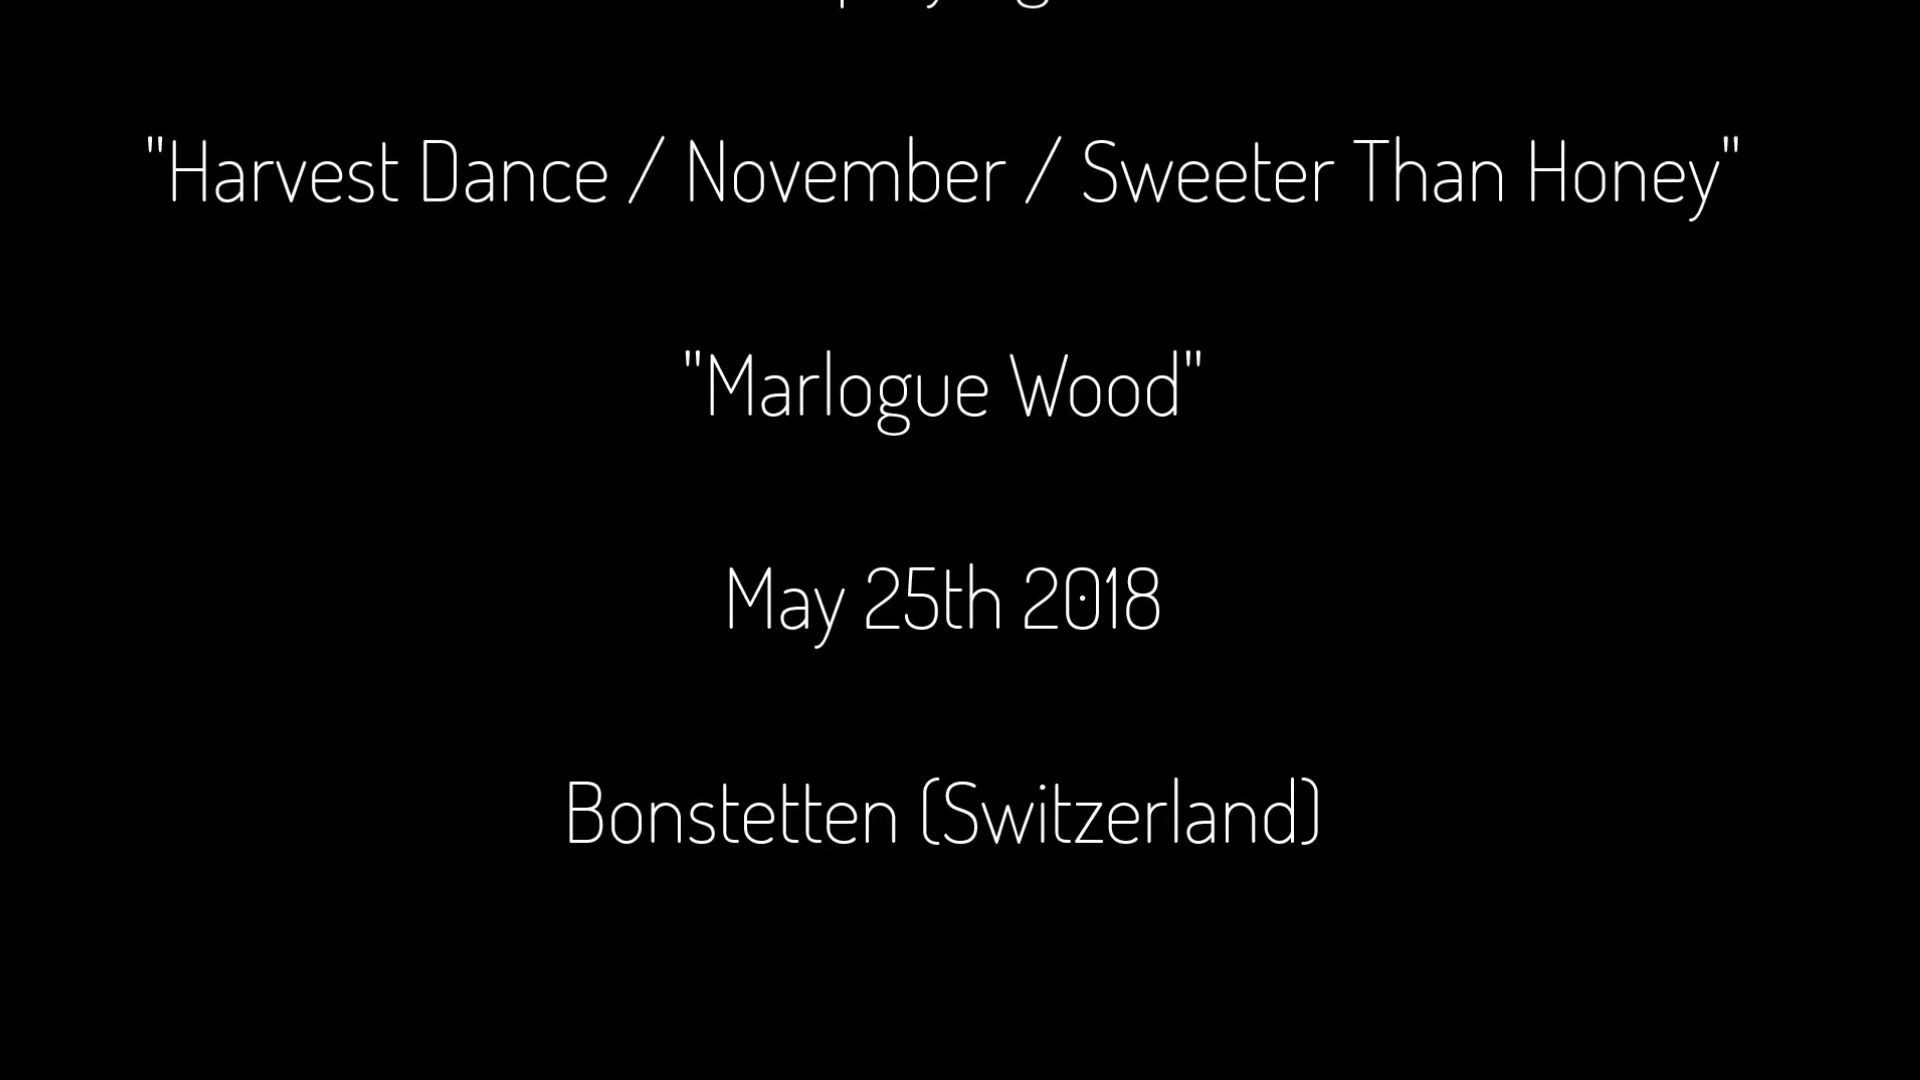 "Harvest Dance / November / Sweeter Than Honey"
"Marlogue Wood"
May 25th 2018
Bonstetten (Switzerland)